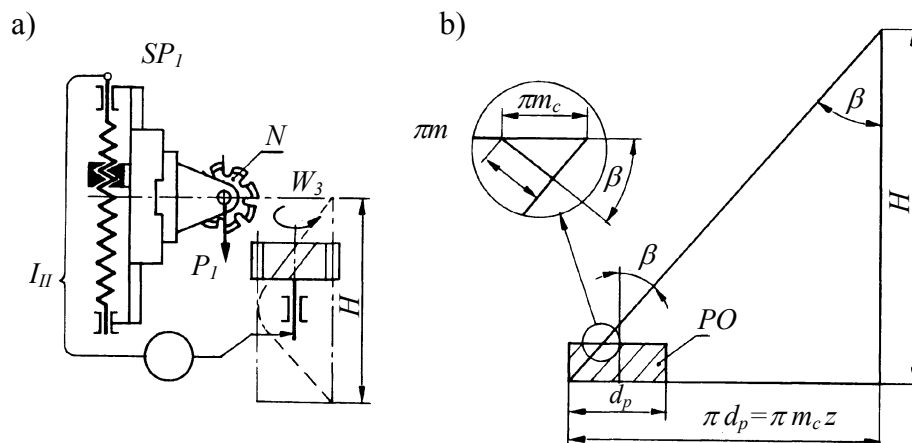 a)
SP₁
N
W₃
P₁
I_II
H
b)
πm_c
πm
β
β
β
H
PO
d_p
π d_p = π m_c z